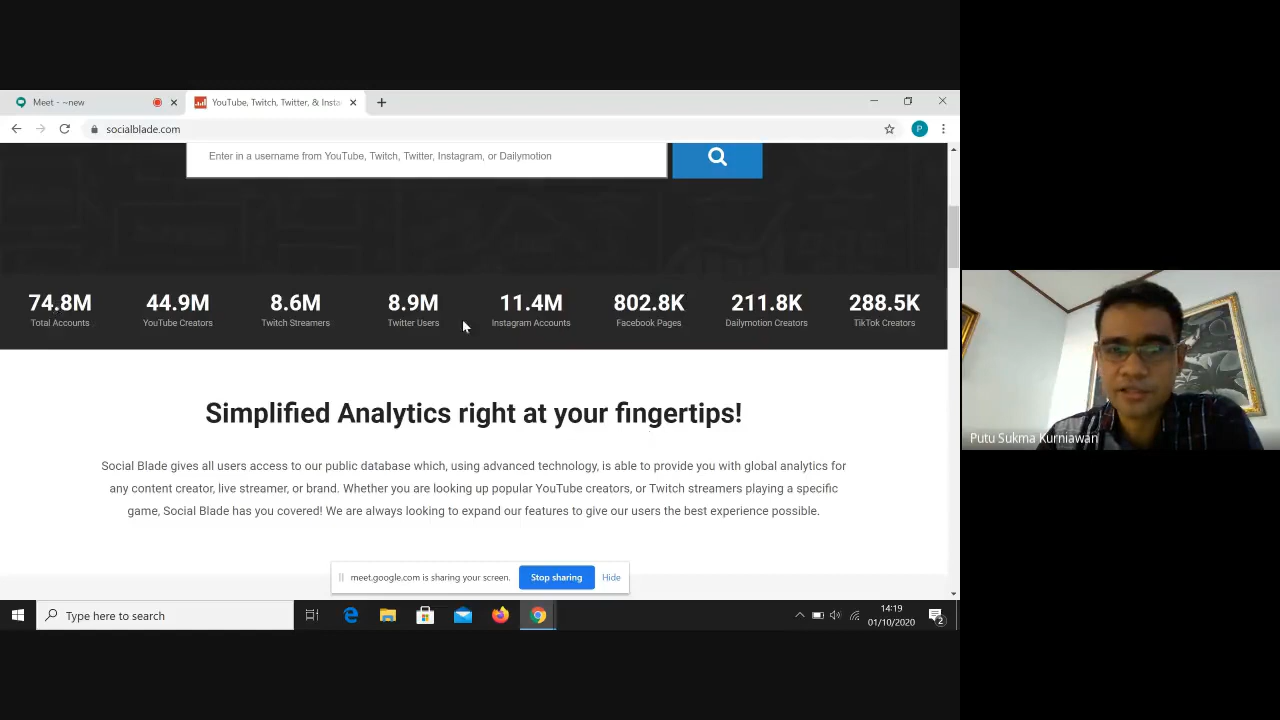 Meet - ~new
YouTube, Twitch, Twitter, & Insta
socialblade.com
P
Enter in a username from YouTube, Twitch, Twitter, Instagram, or Dailymotion
74.8M 44.9M 8.6M 8.9M 11.4M 802.8K 211.8K 288.5K
Total Accounts YouTube Creators Twitch Streamers Twitter Users Instagram Accounts Facebook Pages Dailymotion Creators TikTok Creators
Simplified Analytics right at your fingertips!
Social Blade gives all users access to our public database which, using advanced technology, is able to provide you with global analytics for
any content creator, live streamer, or brand. Whether you are looking up popular YouTube creators, or Twitch streamers playing a specific
game, Social Blade has you covered! We are always looking to expand our features to give our users the best experience possible.
meet.google.com is sharing your screen. Stop sharing Hide
Type here to search
14:19
01/10/2020
2
Putu Sukma Kurniawan